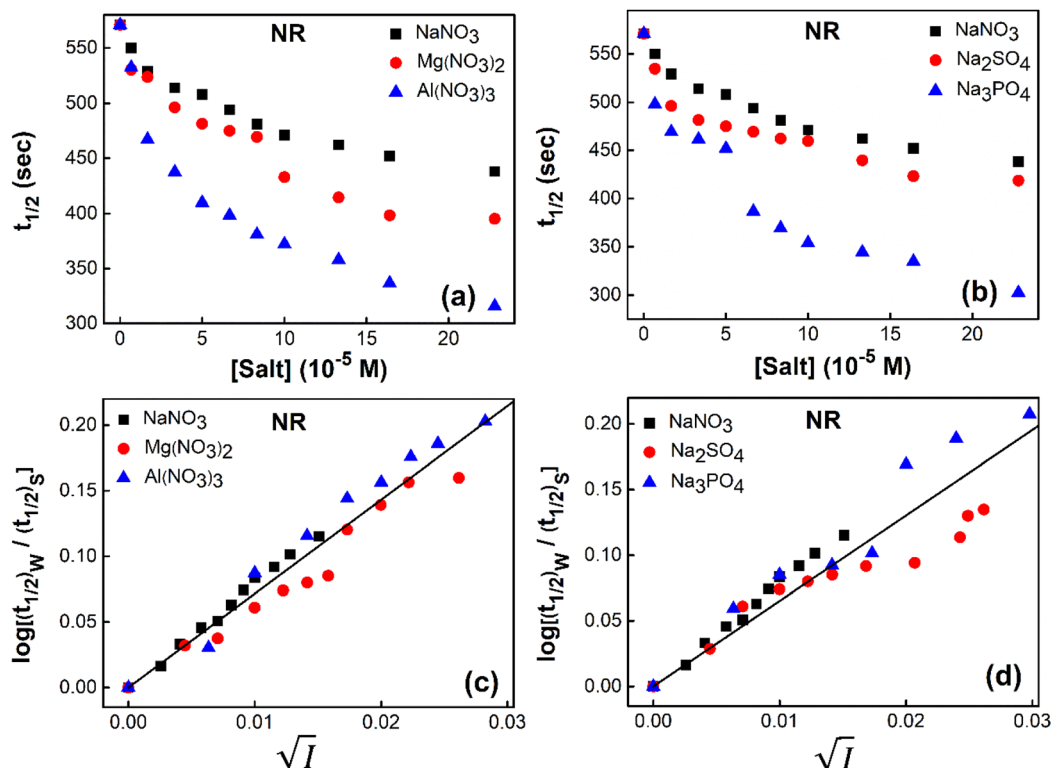 NR
NaNO3
Mg(NO3)2
Al(NO3)3
550
500
450
400
350
300
t1/2 (sec)
(a)
0 5 10 15 20
[Salt] (10-5 M)
NR
NaNO3
Na2SO4
Na3PO4
550
500
450
400
350
300
t1/2 (sec)
(b)
0 5 10 15 20
[Salt] (10-5 M)
NR
NaNO3
Mg(NO3)2
Al(NO3)3
0.20
0.15
0.10
0.05
0.00
log[(t1/2)W / (t1/2)S]
(c)
0.00 0.01 0.02 0.03
√I
NR
NaNO3
Na2SO4
Na3PO4
0.20
0.15
0.10
0.05
0.00
log[(t1/2)W / (t1/2)S]
(d)
0.00 0.01 0.02 0.03
√I